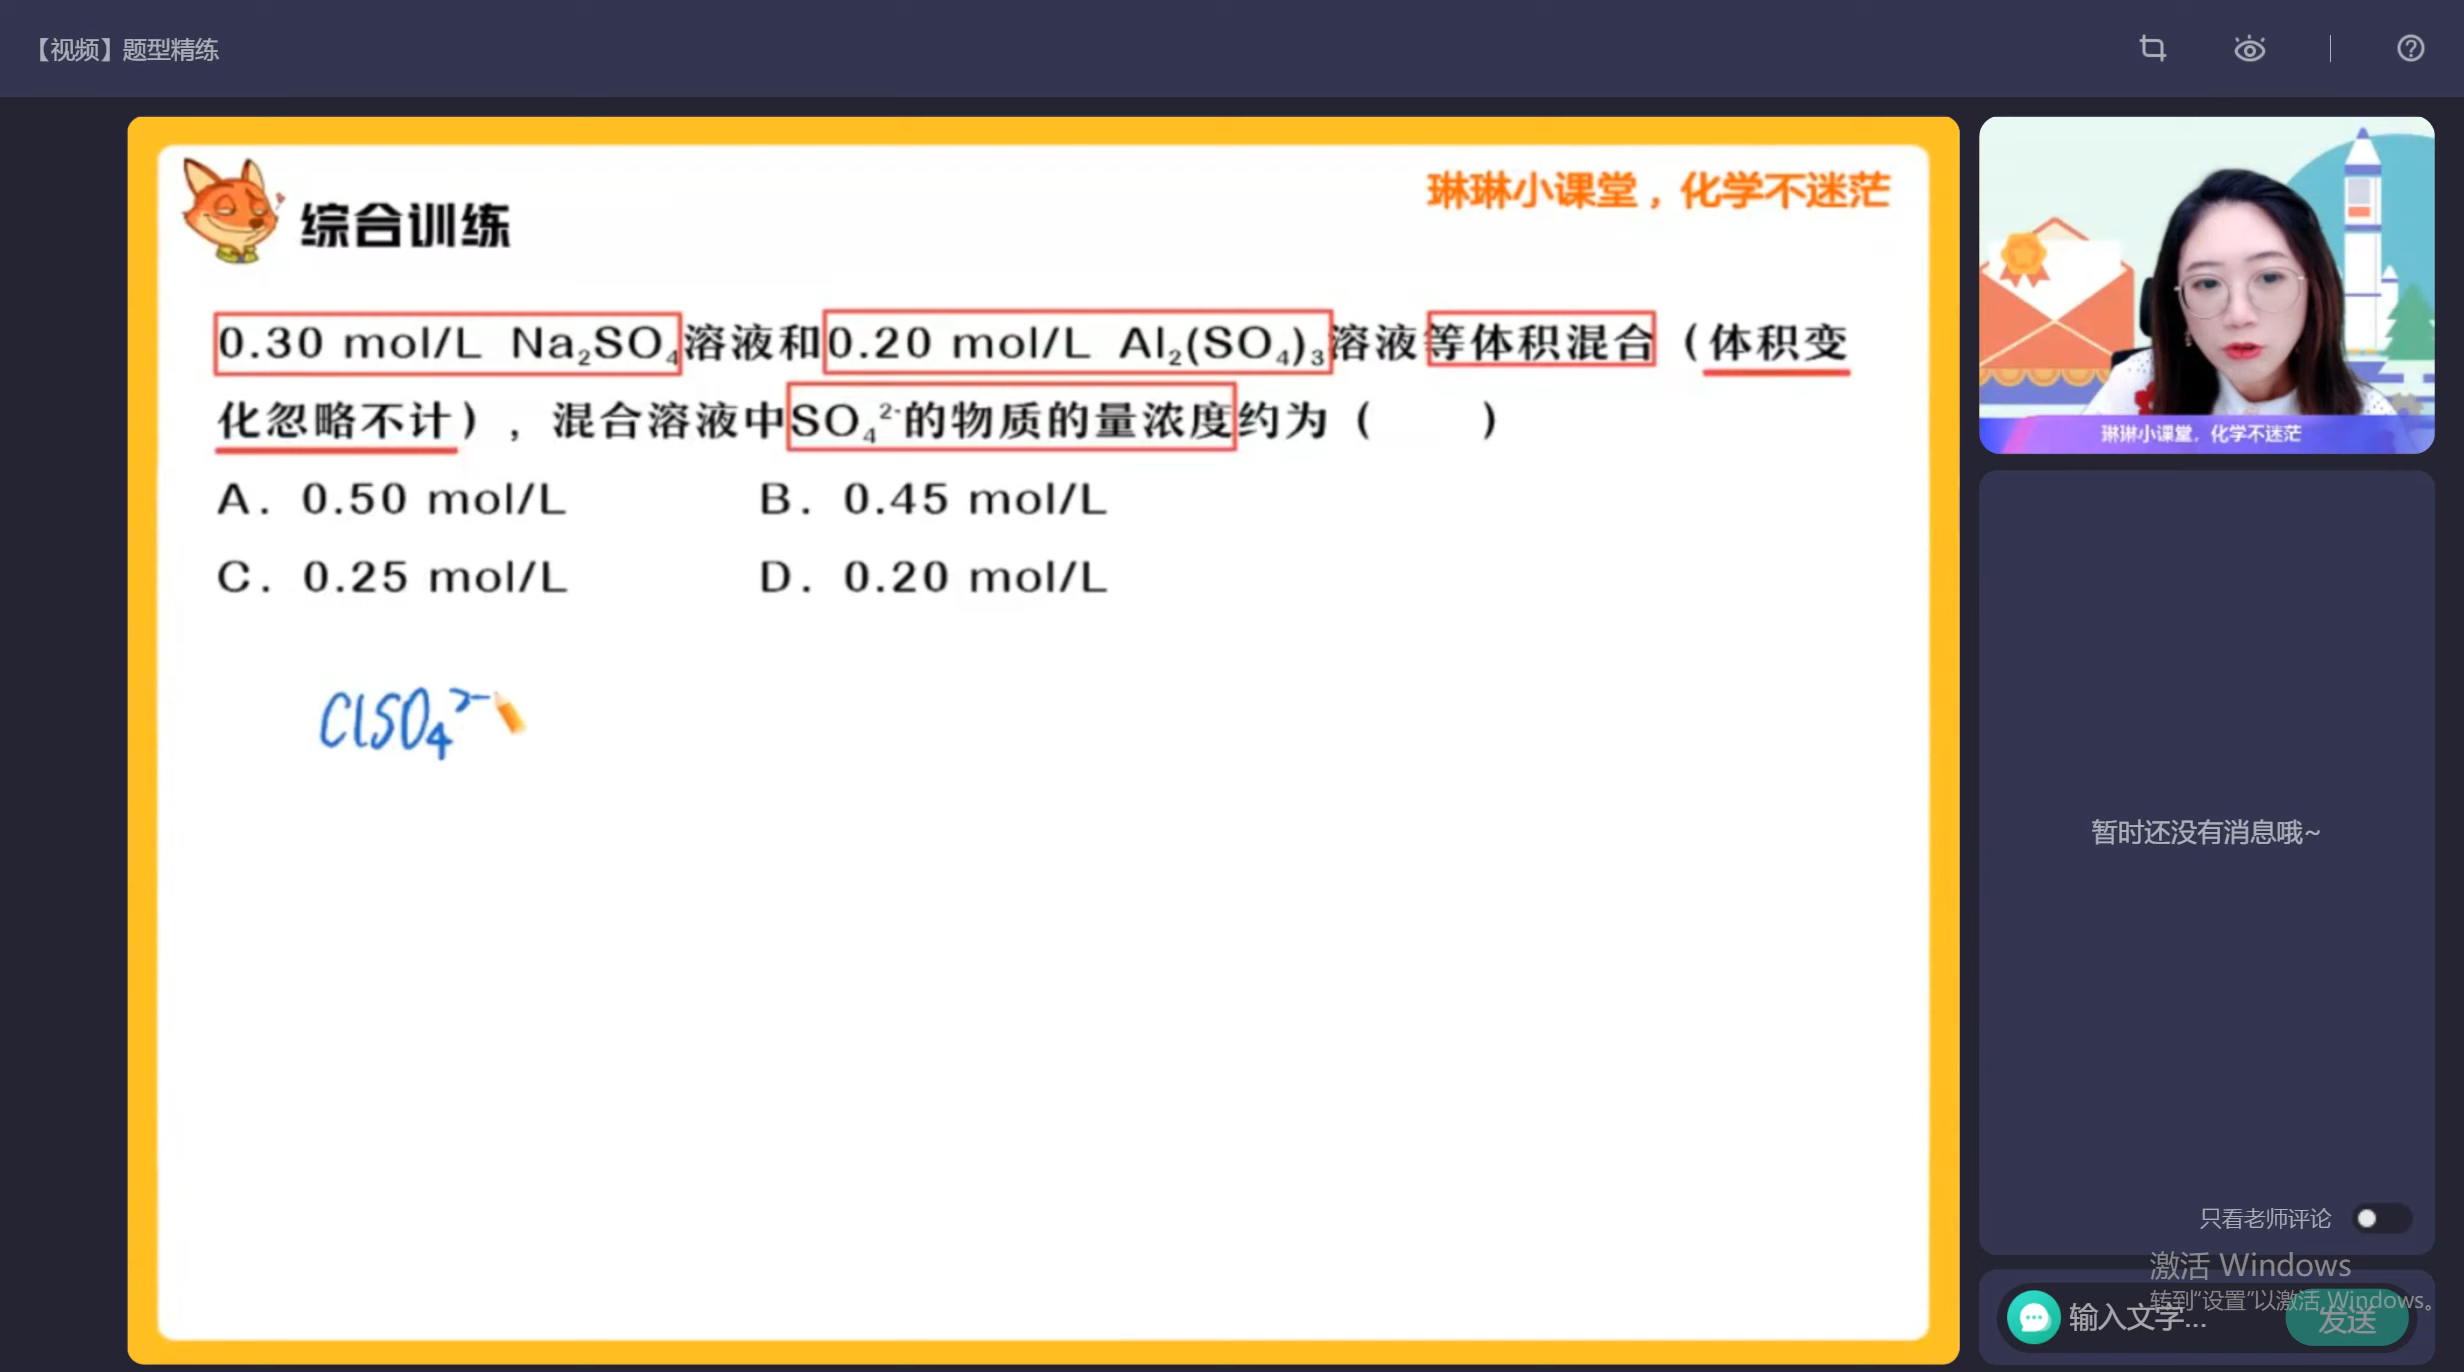 【视频】题型精练
综合训练
琳琳小课堂，化学不迷茫
0.30 mol/L Na₂SO₄溶液和0.20 mol/L Al₂(SO₄)₃溶液等体积混合（体积变
化忽略不计），混合溶液中SO₄²⁻的物质的量浓度约为（　　）
A. 0.50 mol/L　B. 0.45 mol/L
C. 0.25 mol/L　D. 0.20 mol/L
C(SO₄²⁻
琳琳小课堂，化学不迷茫
暂时还没有消息哦~
只看老师评论
激活 Windows
转到“设置”以激活 Windows。
输入文字...
发送